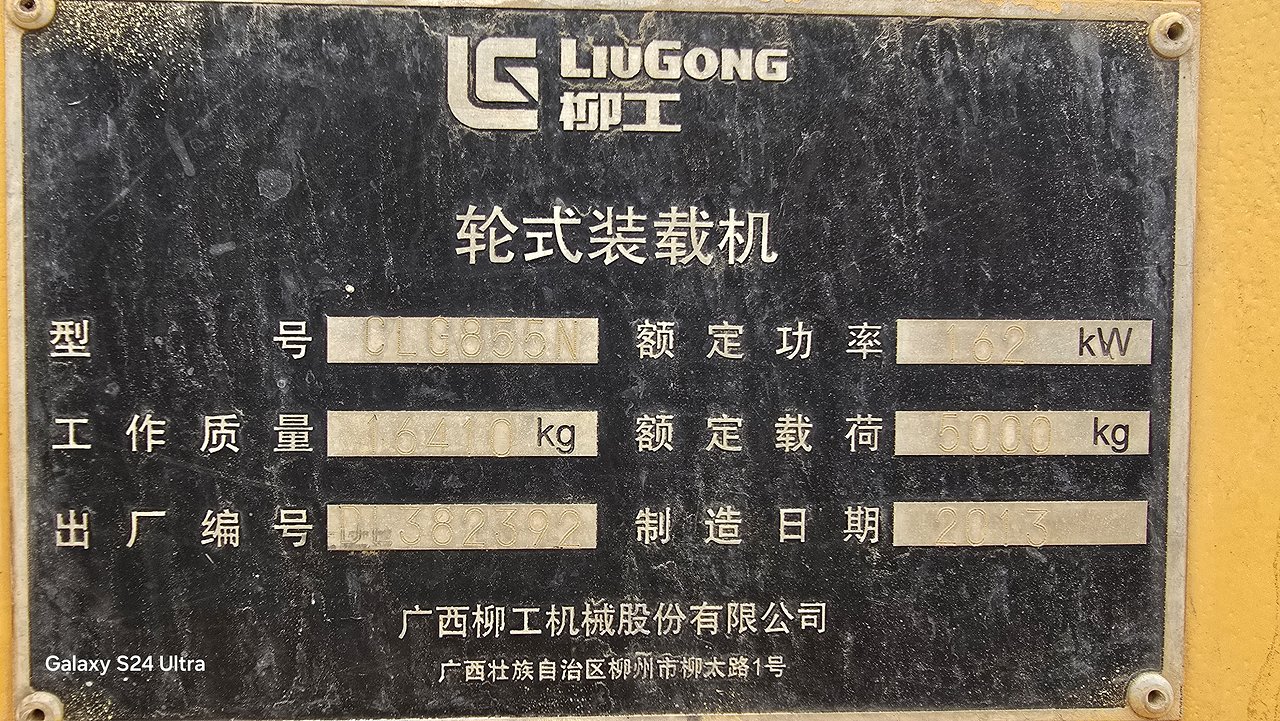 LG LIUGONG
柳工
轮式装载机
型号 CLG855N 额定功率 162 kW
工作质量 16410 kg 额定载荷 5000 kg
出厂编号 382392 制造日期 2013
广西柳工机械股份有限公司
广西壮族自治区柳州市柳太路1号
Galaxy S24 Ultra